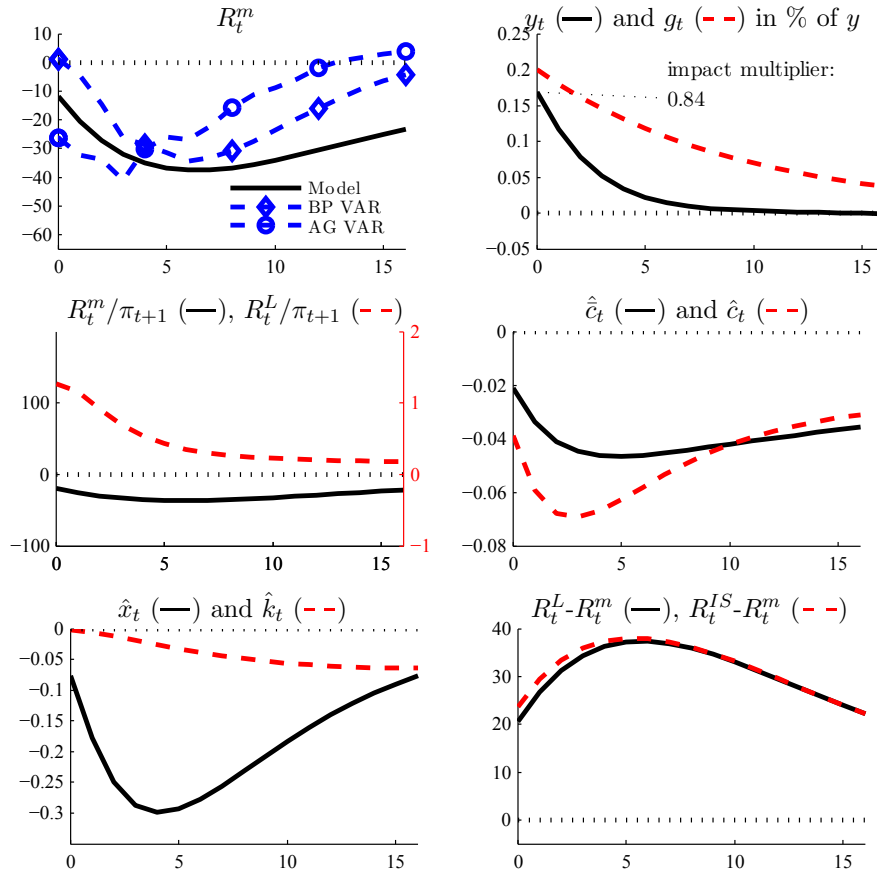 R_t^m
10
0
−10
−20
−30
−40
−50
−60
0 5 10 15
Model
BP VAR
AG VAR
y_t (—) and g_t (– –) in % of y
0.25
0.2
0.15
0.1
0.05
0
−0.05
0 5 10 15
impact multiplier:
0.84
R_t^m/π_{t+1} (—), R_t^L/π_{t+1} (– –)
100
0
−100
2
1
0
−1
0 5 10 15
\hat{\bar{c}}_t (—) and ĉ_t (– –)
0
−0.02
−0.04
−0.06
−0.08
0 5 10 15
x̂_t (—) and k̂_t (– –)
0
−0.05
−0.1
−0.15
−0.2
−0.25
−0.3
0 5 10 15
R_t^L-R_t^m (—), R_t^{IS}-R_t^m (– –)
40
30
20
10
0
0 5 10 15